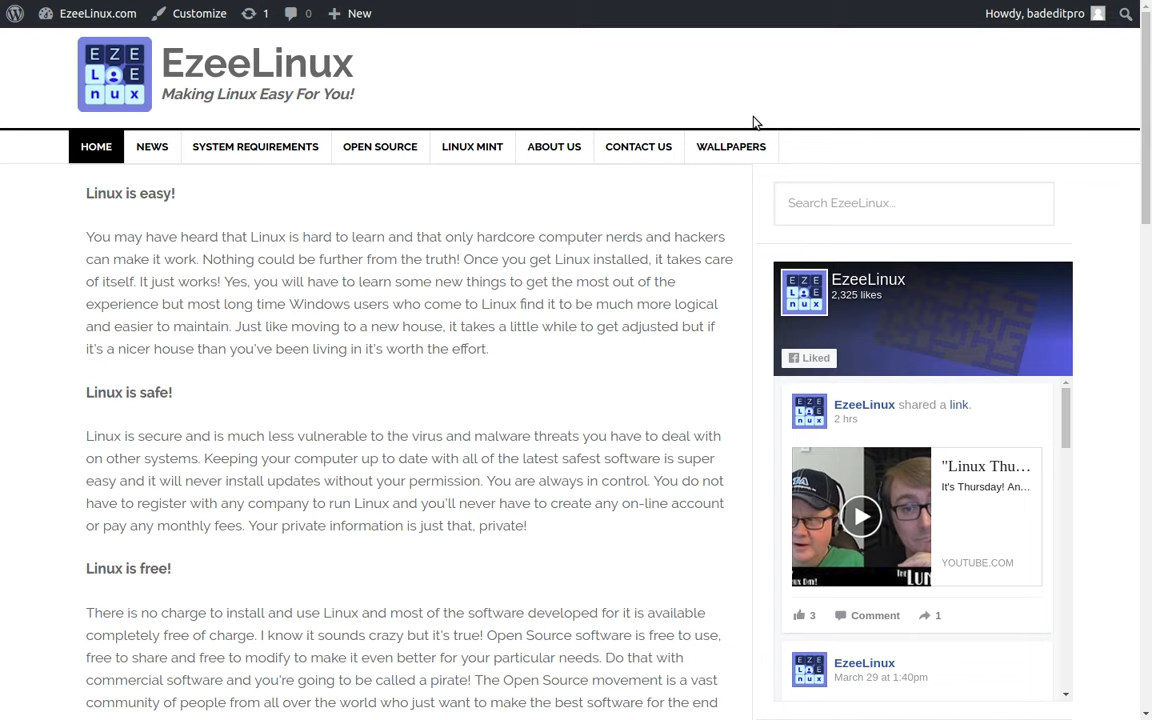 EzeeLinux.com Customize 1 0 New Howdy, badeditpro
E Z E
L E
n u x
EzeeLinux
Making Linux Easy For You!
HOME NEWS SYSTEM REQUIREMENTS OPEN SOURCE LINUX MINT ABOUT US CONTACT US WALLPAPERS
Linux is easy!
You may have heard that Linux is hard to learn and that only hardcore computer nerds and hackers
can make it work. Nothing could be further from the truth! Once you get Linux installed, it takes care
of itself. It just works! Yes, you will have to learn some new things to get the most out of the
experience but most long time Windows users who come to Linux find it to be much more logical
and easier to maintain. Just like moving to a new house, it takes a little while to get adjusted but if
it's a nicer house than you've been living in it's worth the effort.
Linux is safe!
Linux is secure and is much less vulnerable to the virus and malware threats you have to deal with
on other systems. Keeping your computer up to date with all of the latest safest software is super
easy and it will never install updates without your permission. You are always in control. You do not
have to register with any company to run Linux and you'll never have to create any on-line account
or pay any monthly fees. Your private information is just that, private!
Linux is free!
There is no charge to install and use Linux and most of the software developed for it is available
completely free of charge. I know it sounds crazy but it's true! Open Source software is free to use,
free to share and free to modify to make it even better for your particular needs. Do that with
commercial software and you're going to be called a pirate! The Open Source movement is a vast
community of people from all over the world who just want to make the best software for the end
Search EzeeLinux...
EzeeLinux
2,325 likes
Liked
EzeeLinux shared a link.
2 hrs
"Linux Thu...
It's Thursday! An...
YOUTUBE.COM
3 Comment 1
EzeeLinux
March 29 at 1:40pm